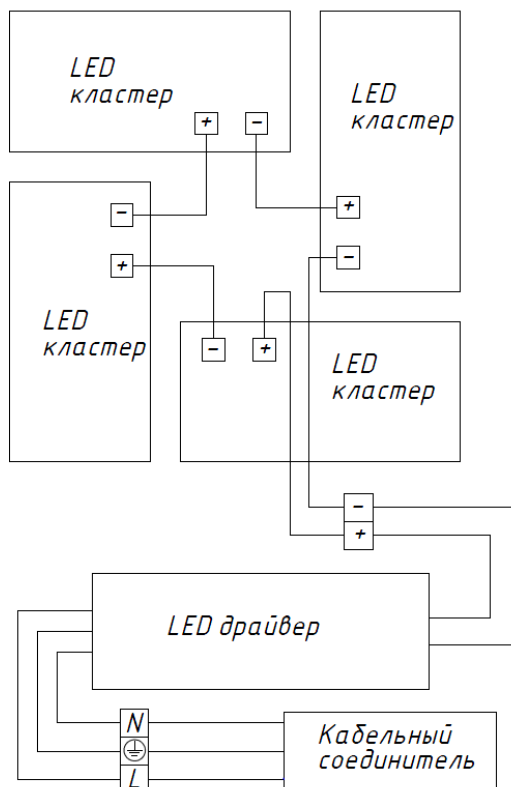 LED
кластер
+ -
LED
кластер
+
-
-
+
LED
кластер
- +
LED
кластер
-
+
LED драйвер
N
L
Кабельный
соединитель